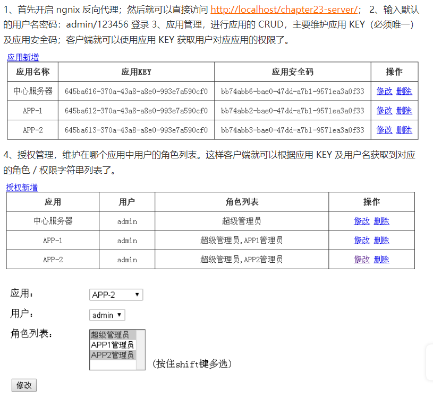 1、首先开启 ngnix 反向代理；然后就可以直接访问 http://localhost/chapter23-server/； 2、输入默
认的用户名密码：admin/123456 登录 3、应用管理，进行应用的 CRUD，主要维护应用 KEY（必须唯一）
及应用安全码；客户端就可以使用应用 KEY 获取用户对应应用的权限了。
应用新增
应用名称 应用KEY 应用安全码 操作
中心服务器 645ba616-370a-43a8-a8e0-993e7a590cf0 bb74abb6-bae0-47dd-a7b1-9571ea3a0f33 修改 删除
APP-1 645ba612-370a-43a8-a8e0-993e7a590cf0 bb74abb2-bae0-47dd-a7b1-9571ea3a0f33 修改 删除
APP-2 645ba613-370a-43a8-a8e0-993e7a590cf0 bb74abb3-bae0-47dd-a7b1-9571ea3a0f33 修改 删除
4、授权管理，维护在哪个应用中用户的角色列表。这样客户端就可以根据应用 KEY 及用户名获取到对应
的角色 / 权限字符串列表了。
授权新增
应用 用户 角色列表 操作
中心服务器 admin 超级管理员 修改 删除
APP-1 admin 超级管理员,APP1管理员 修改 删除
APP-2 admin 超级管理员,APP2管理员 修改 删除
应用： APP-2
用户： admin
角色列表： 超级管理员
APP1管理员
APP2管理员
（按住shift键多选）
修改